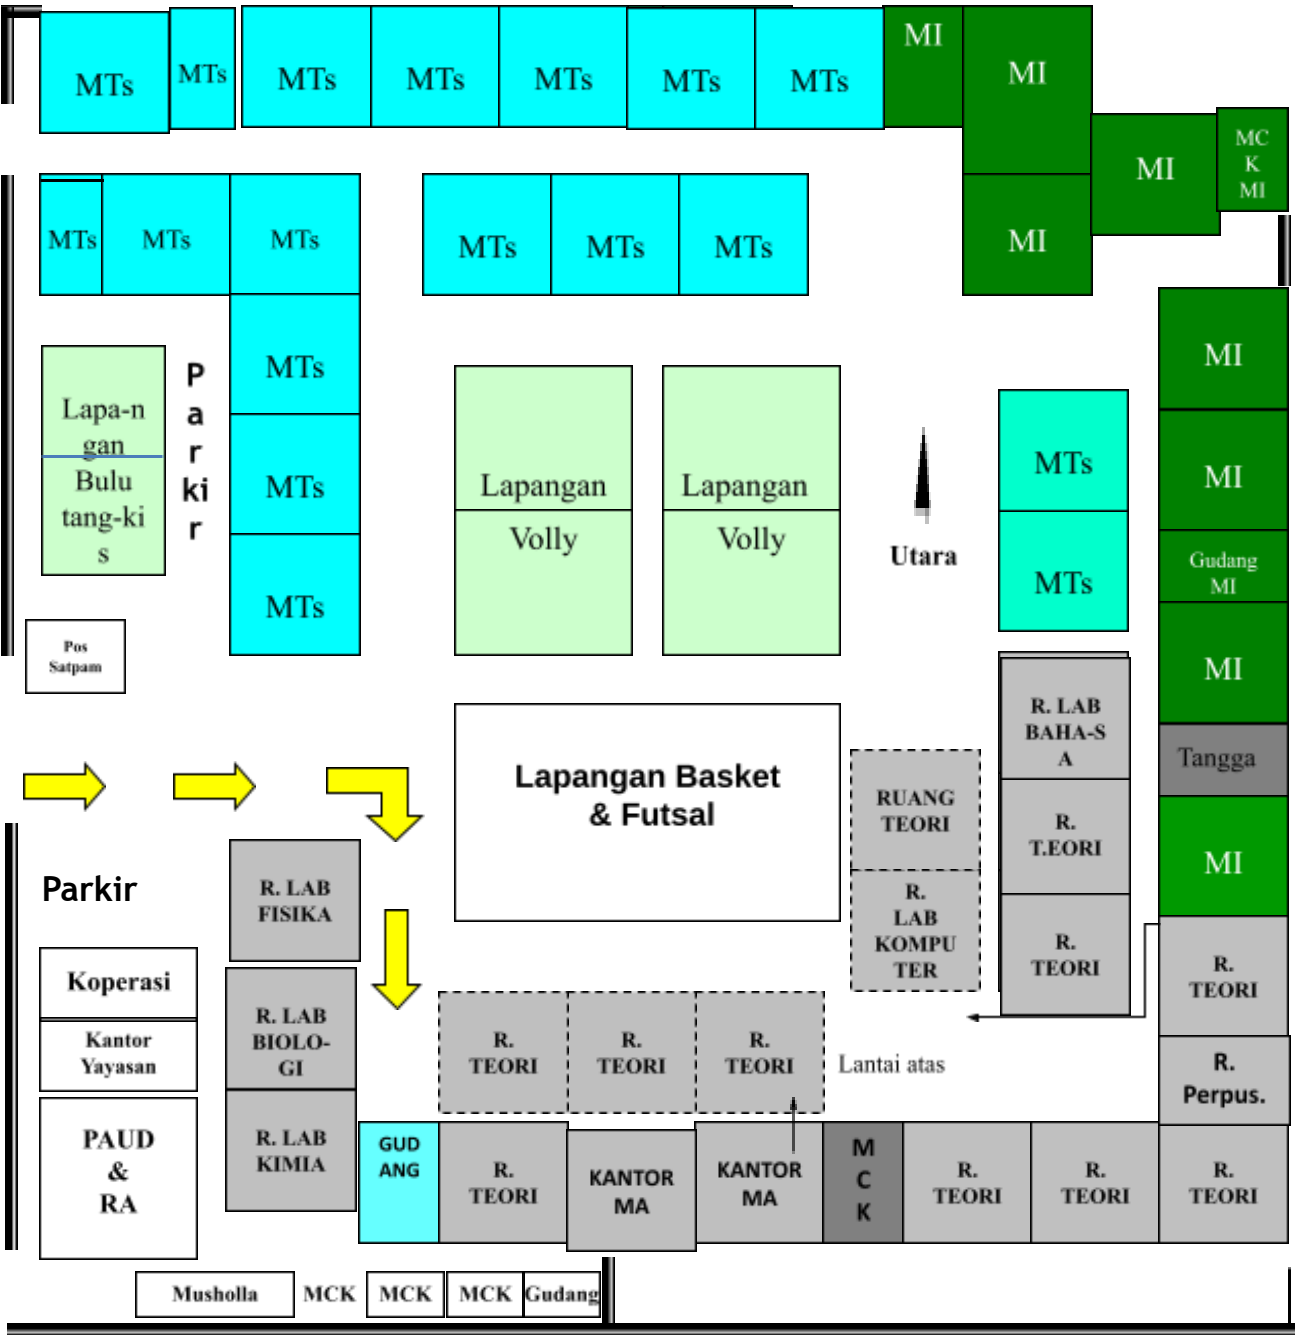 MTs
MTs
MTs
MTs
MTs
MTs
MTs
MI
MI
MI
MC
K
MI
MTs
MTs
MTs
MTs
MTs
MTs
MI
MTs
MTs
MTs
Lapa-n
gan
Bulu
tang-ki
s
P
a
r
ki
r
Lapangan
Volly
Lapangan
Volly
Utara
MTs
MTs
MI
MI
Gudang
MI
MI
Tangga
MI
Pos
Satpam
Lapangan Basket
& Futsal
R. LAB
BAHA-S
A
R.
T.EORI
R.
TEORI
RUANG
TEORI
R.
LAB
KOMPU
TER
Parkir
R. LAB
FISIKA
R. LAB
BIOLO-
GI
R. LAB
KIMIA
Koperasi
Kantor
Yayasan
PAUD
&
RA
R.
TEORI
R.
TEORI
R.
TEORI
Lantai atas
R.
TEORI
R.
Perpus.
GUD
ANG
R.
TEORI
KANTOR
MA
KANTOR
MA
M
C
K
R.
TEORI
R.
TEORI
R.
TEORI
Musholla
MCK
MCK
MCK
Gudang